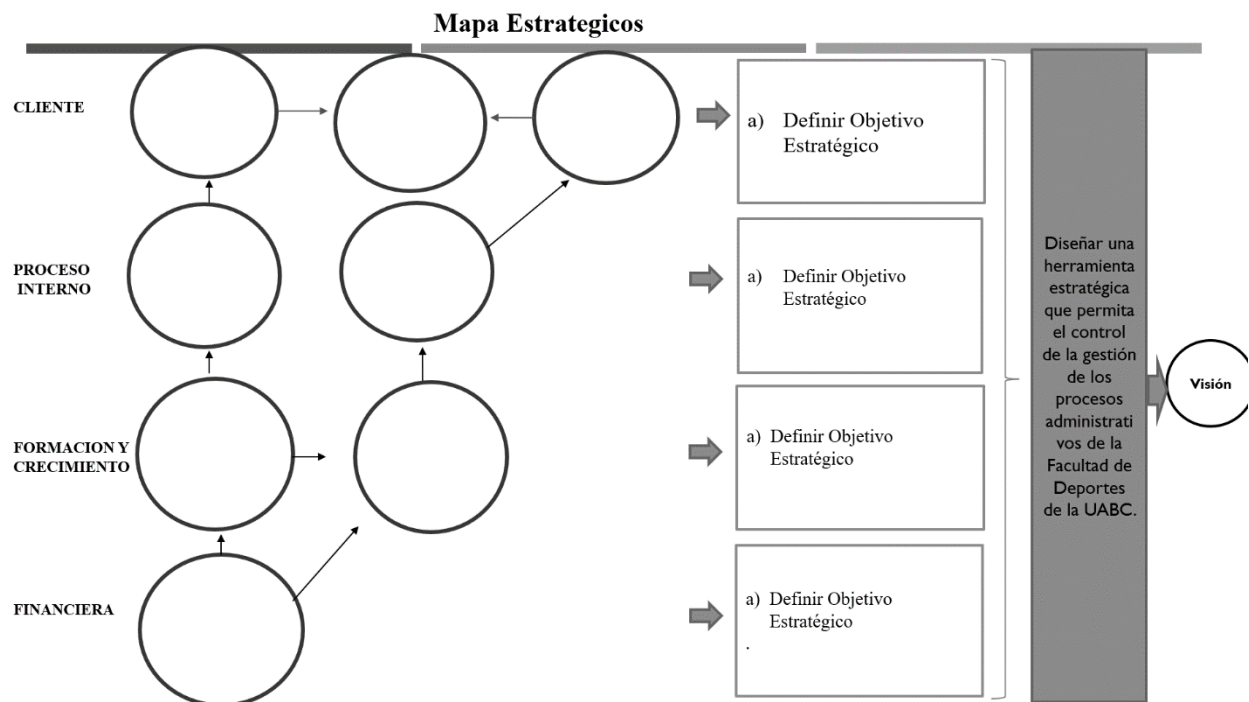 Mapa Estrategicos
CLIENTE
a) Definir Objetivo
Estratégico
PROCESO
INTERNO
a) Definir Objetivo
Estratégico
FORMACION Y
CRECIMIENTO
a) Definir Objetivo
Estratégico
FINANCIERA
a) Definir Objetivo
Estratégico
.
Diseñar una
herramienta
estratégica
que permita
el control
de la gestión
de los
procesos
administrati
vos de la
Facultad de
Deportes
de la UABC.
Visión